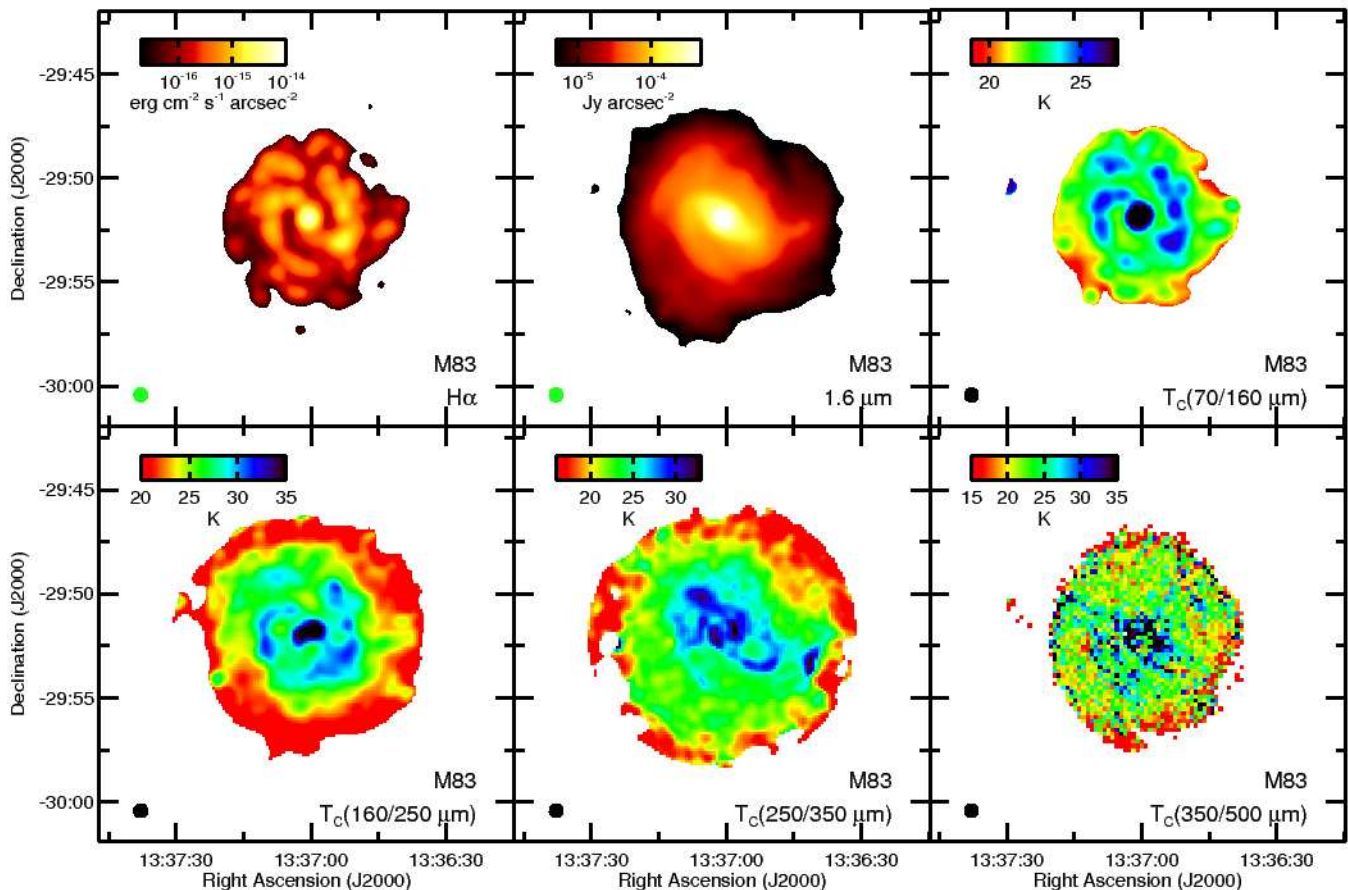 -29:45
-29:50
-29:55
-30:00
Declination (J2000)
10⁻¹⁶ 10⁻¹⁵ 10⁻¹⁴
erg cm⁻² s⁻¹ arcsec⁻²
M83
Hα
10⁻⁵ 10⁻⁴
Jy arcsec⁻²
M83
1.6 μm
20 25
K
M83
T_C(70/160 μm)
-29:45
-29:50
-29:55
-30:00
Declination (J2000)
20 25 30 35
K
M83
T_C(160/250 μm)
20 25 30
K
M83
T_C(250/350 μm)
15 20 25 30 35
K
M83
T_C(350/500 μm)
13:37:30 13:37:00 13:36:30
Right Ascension (J2000)
13:37:30 13:37:00 13:36:30
Right Ascension (J2000)
13:37:30 13:37:00 13:36:30
Right Ascension (J2000)